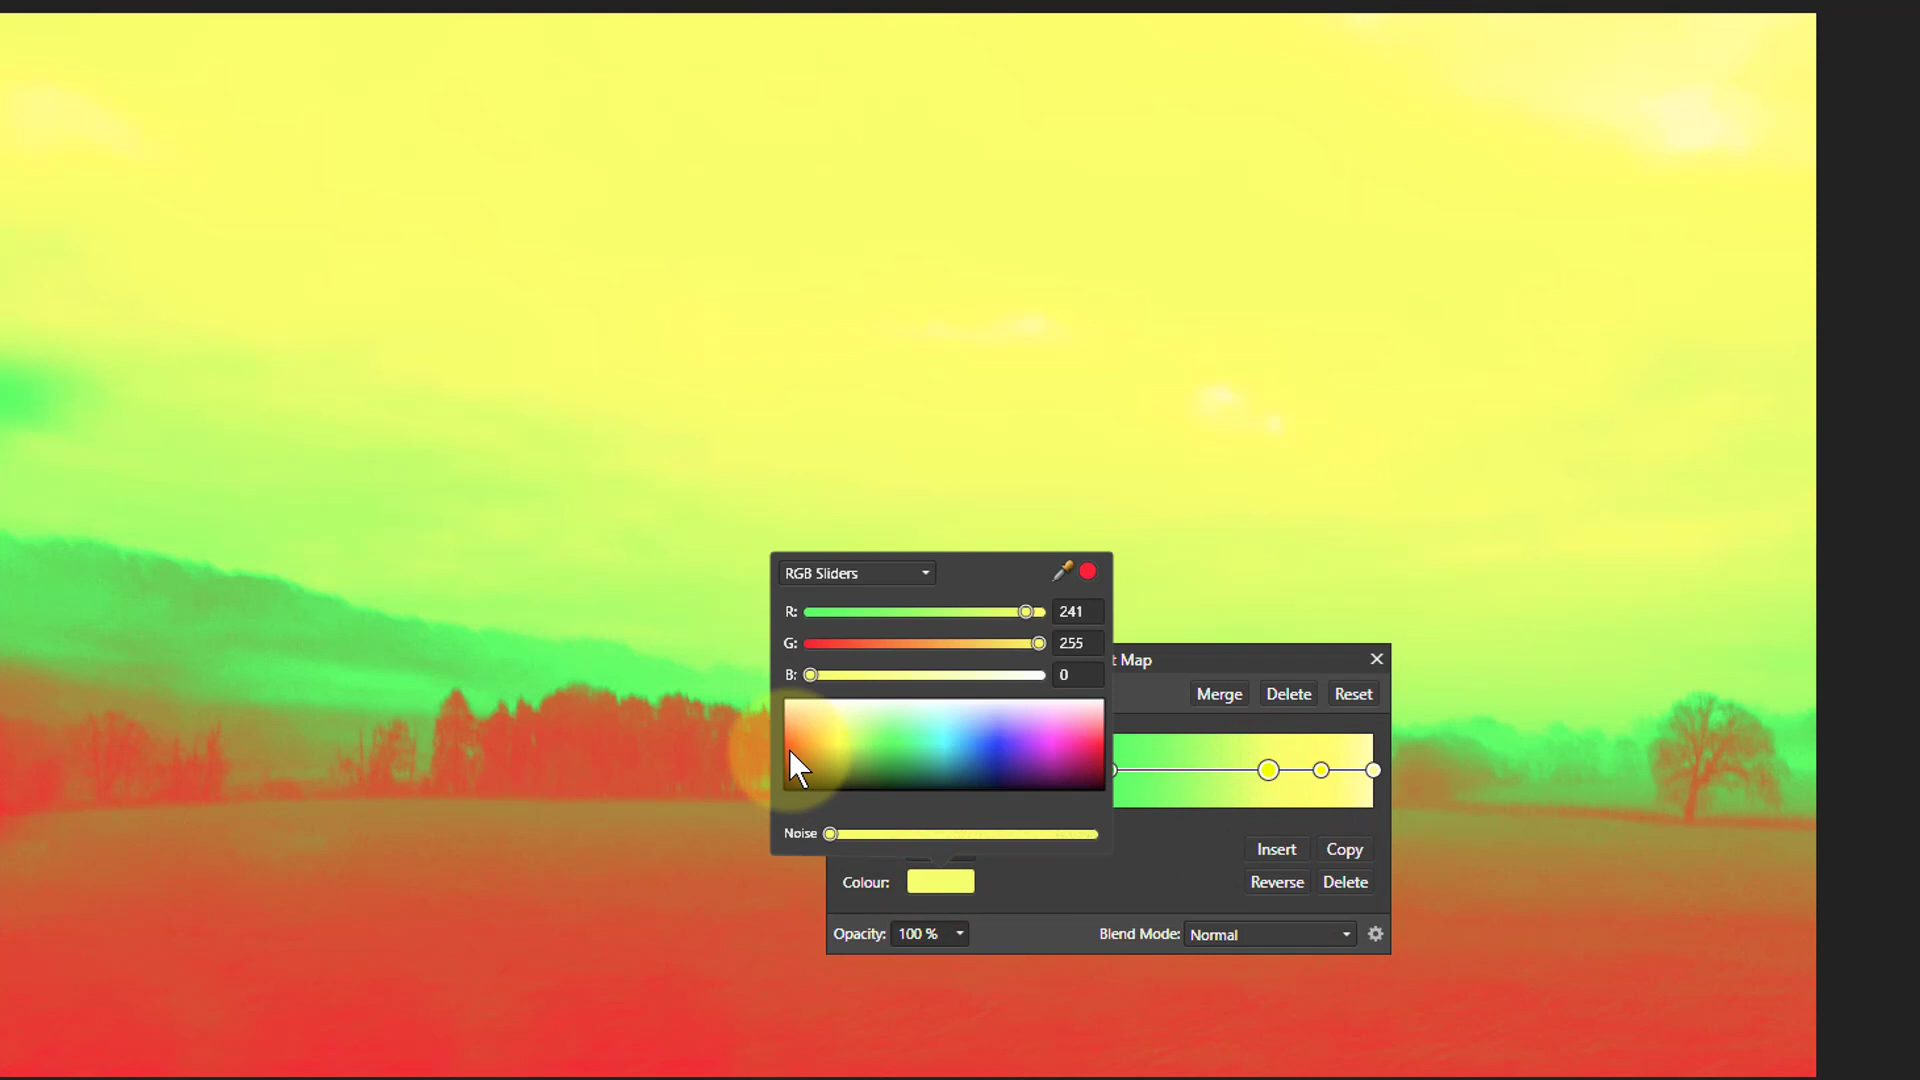 RGB Sliders
R: 241
G: 255
t Map
B: 0
Merge Delete Reset
Noise
Insert Copy
Colour: Reverse Delete
Opacity: 100 % Blend Mode: Normal